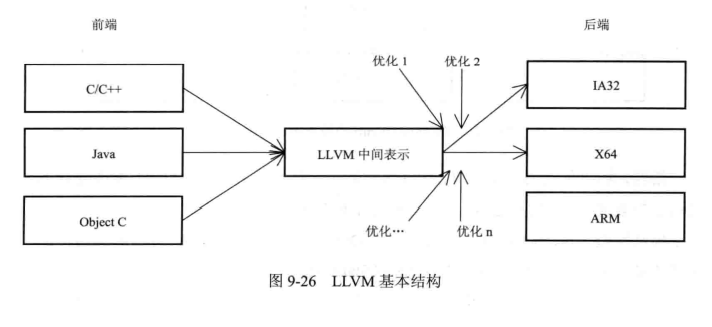 前端
后端
优化 1
优化 2
C/C++
IA32
Java
LLVM 中间表示
X64
Object C
ARM
优化…
优化 n
图 9-26 LLVM 基本结构